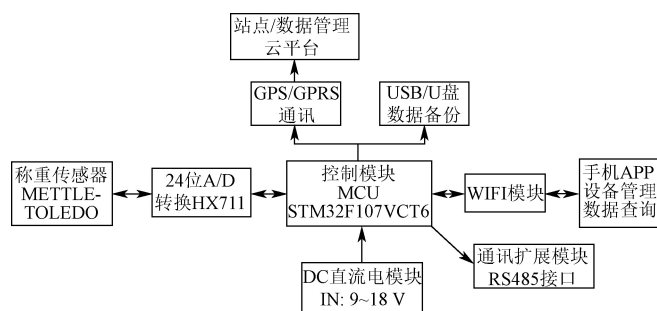 站点/数据管理
云平台
GPS/GPRS
通讯
USB/U盘
数据备份
称重传感器
METTLE-
TOLEDO
24位A/D
转换HX711
控制模块
MCU
STM32F107VCT6
WIFI模块
手机APP
设备管理
数据查询
通讯扩展模块
RS485接口
DC直流电模块
IN: 9~18 V